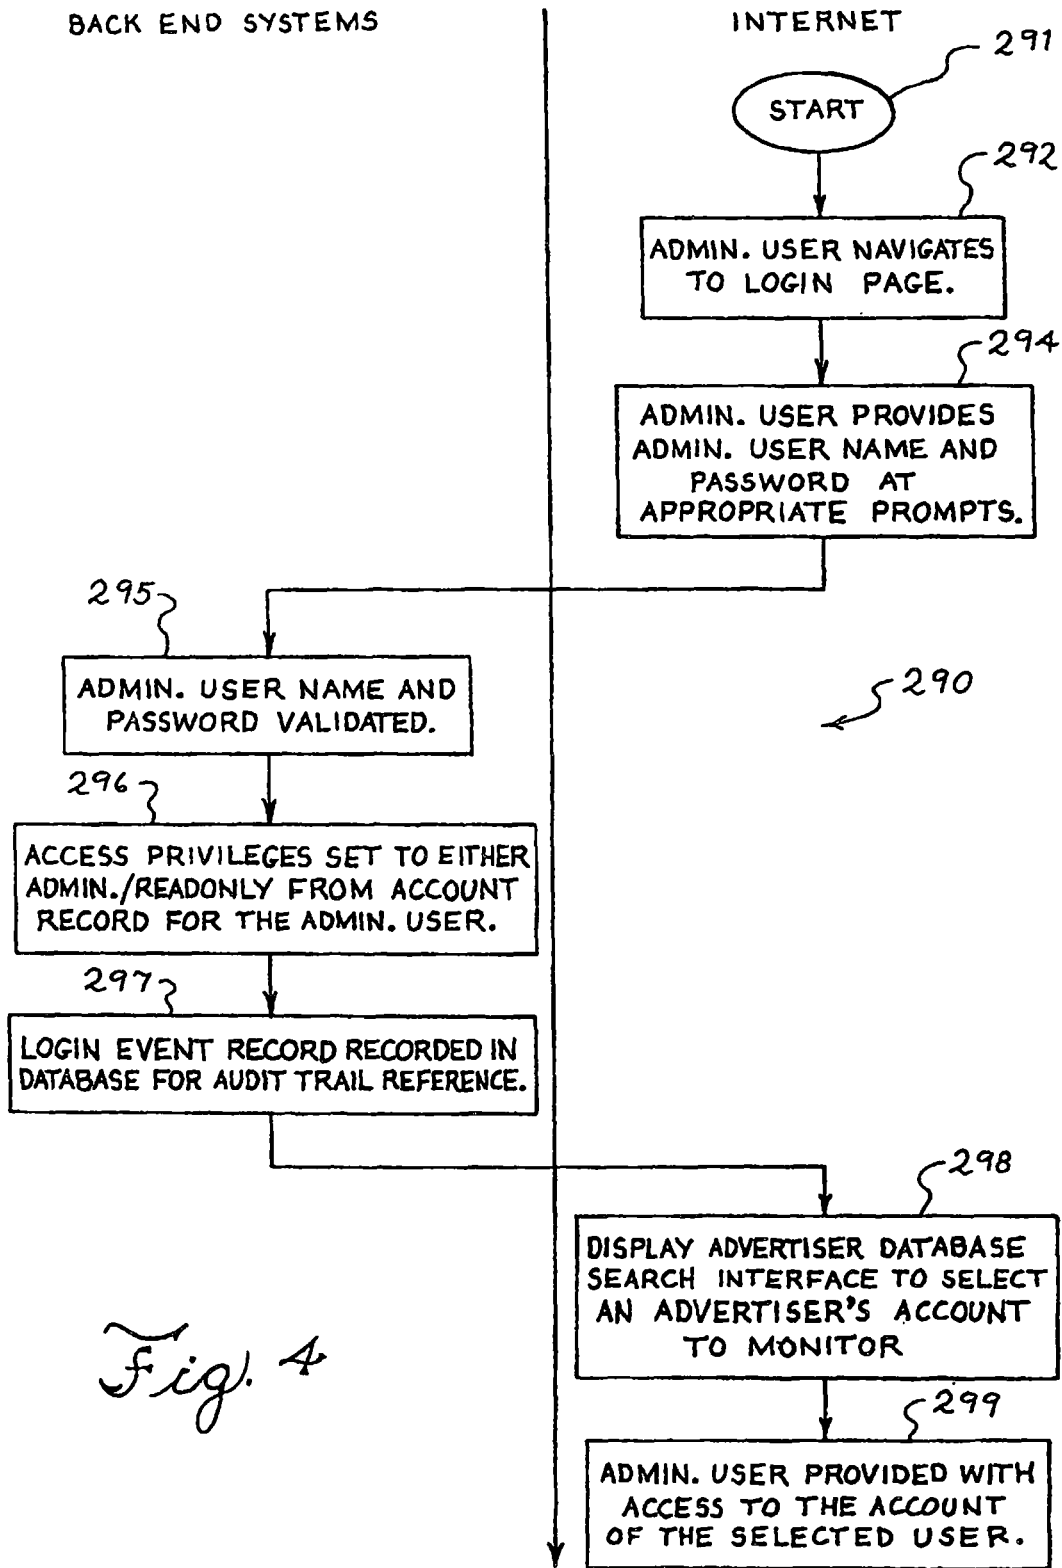 BACK END SYSTEMS
INTERNET
291
START
292
ADMIN. USER NAVIGATES
TO LOGIN PAGE.
294
ADMIN. USER PROVIDES
ADMIN. USER NAME AND
PASSWORD AT
APPROPRIATE PROMPTS.
295
ADMIN. USER NAME AND
PASSWORD VALIDATED.
290
296
ACCESS PRIVILEGES SET TO EITHER
ADMIN./READONLY FROM ACCOUNT
RECORD FOR THE ADMIN. USER.
297
LOGIN EVENT RECORD RECORDED IN
DATABASE FOR AUDIT TRAIL REFERENCE.
298
DISPLAY ADVERTISER DATABASE
SEARCH INTERFACE TO SELECT
AN ADVERTISER'S ACCOUNT
TO MONITOR
299
ADMIN. USER PROVIDED WITH
ACCESS TO THE ACCOUNT
OF THE SELECTED USER.
Fig. 4